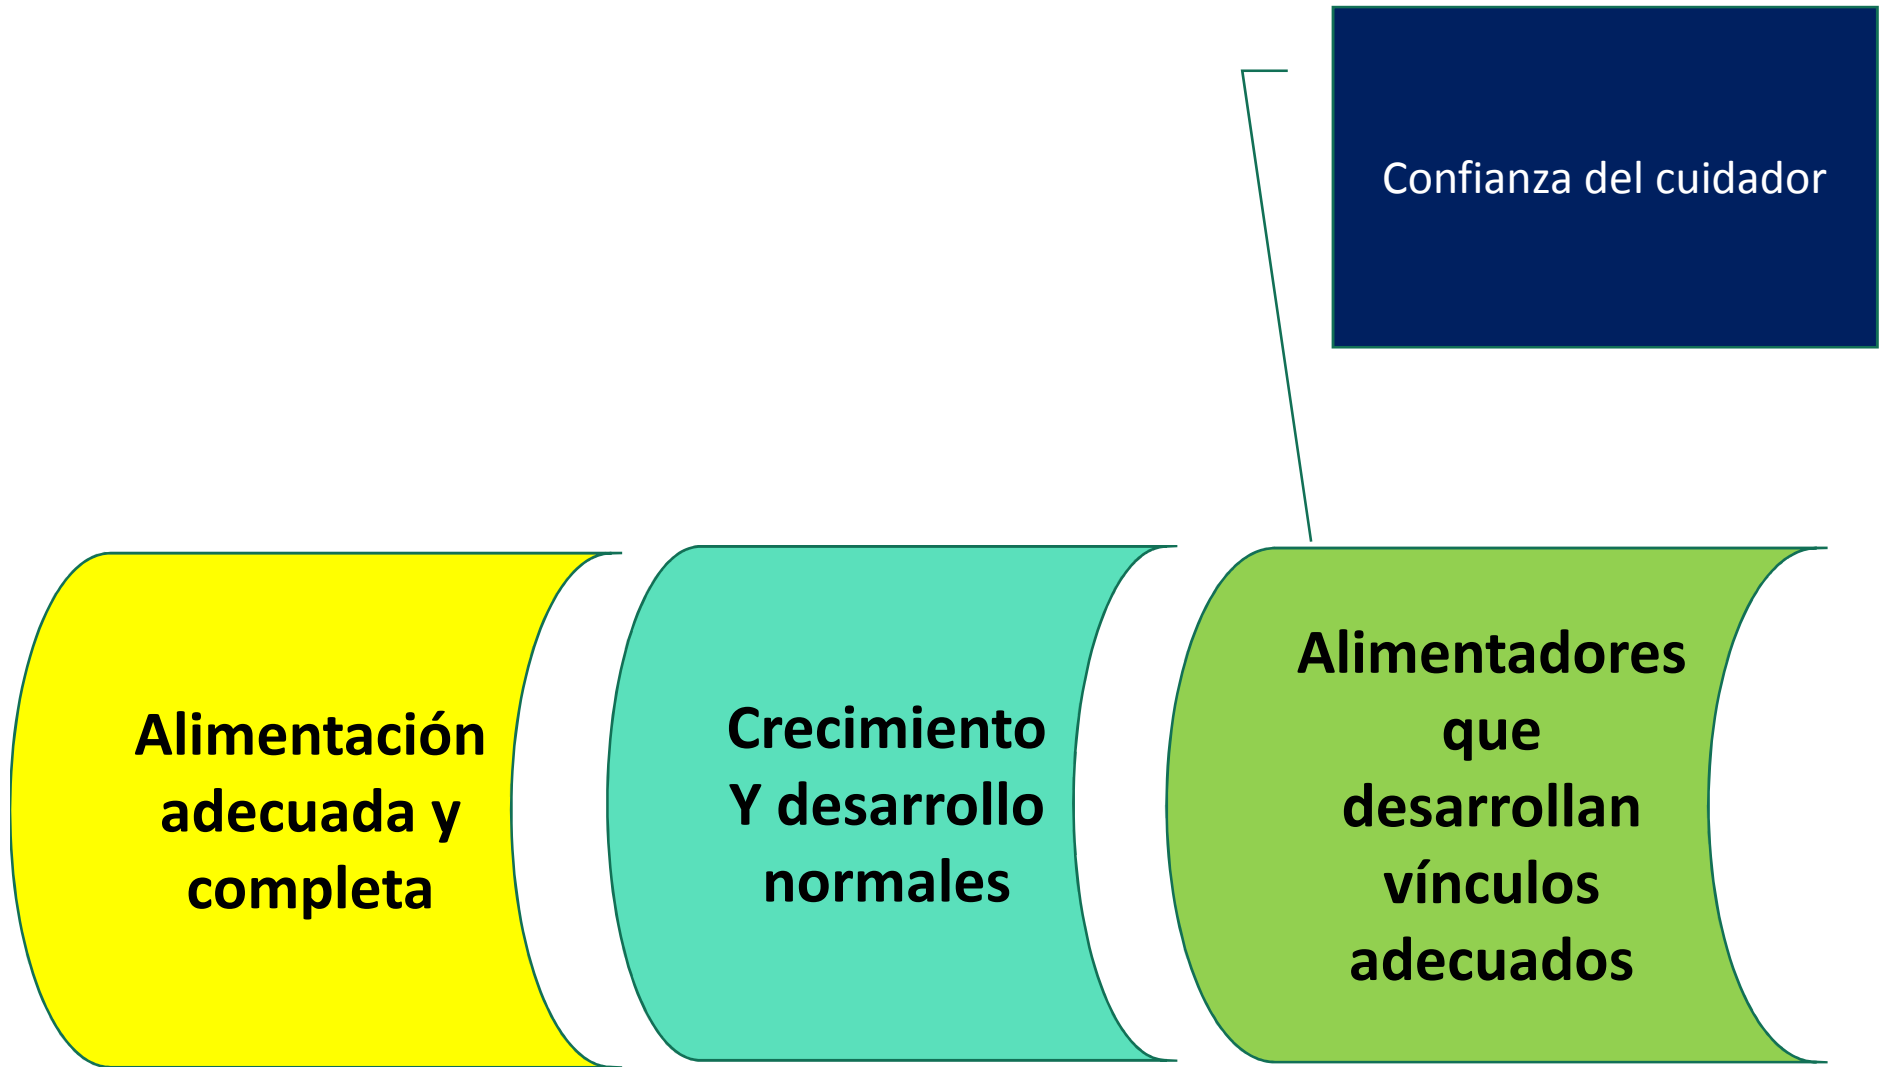 Confianza del cuidador
Alimentación
adecuada y
completa
Crecimiento
Y desarrollo
normales
Alimentadores
que
desarrollan
vínculos
adecuados